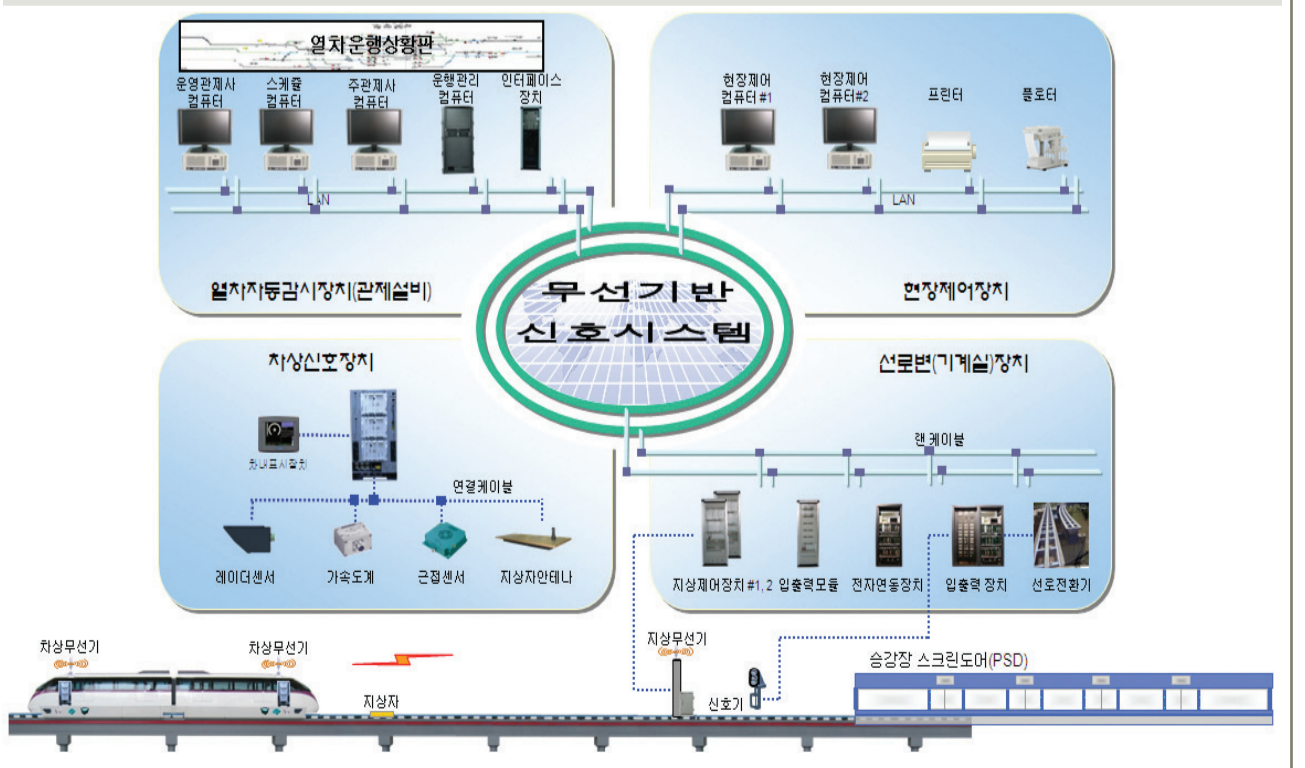 열차운행상황판
운영관제사
컴퓨터
스케쥴
컴퓨터
주관제사
컴퓨터
운행관리
컴퓨터
인터페이스
장치
LAN
열차자동감시장치(관제설비)
현장제어
컴퓨터 #1
현장제어
컴퓨터#2
프린터
플로터
LAN
현장제어장치
무선기반
신호시스템
차상신호장치
차내표시장치
연결케이블
레이더센서
가속도계
근접센서
지상자안테나
선로변(기계실)장치
랜 케이블
지상제어장치 #1, 2
입출력모듈
전자연동장치
입출력 장치
선로전환기
차상무선기
차상무선기
지상자
지상무선기
신호기
승강장 스크린도어(PSD)